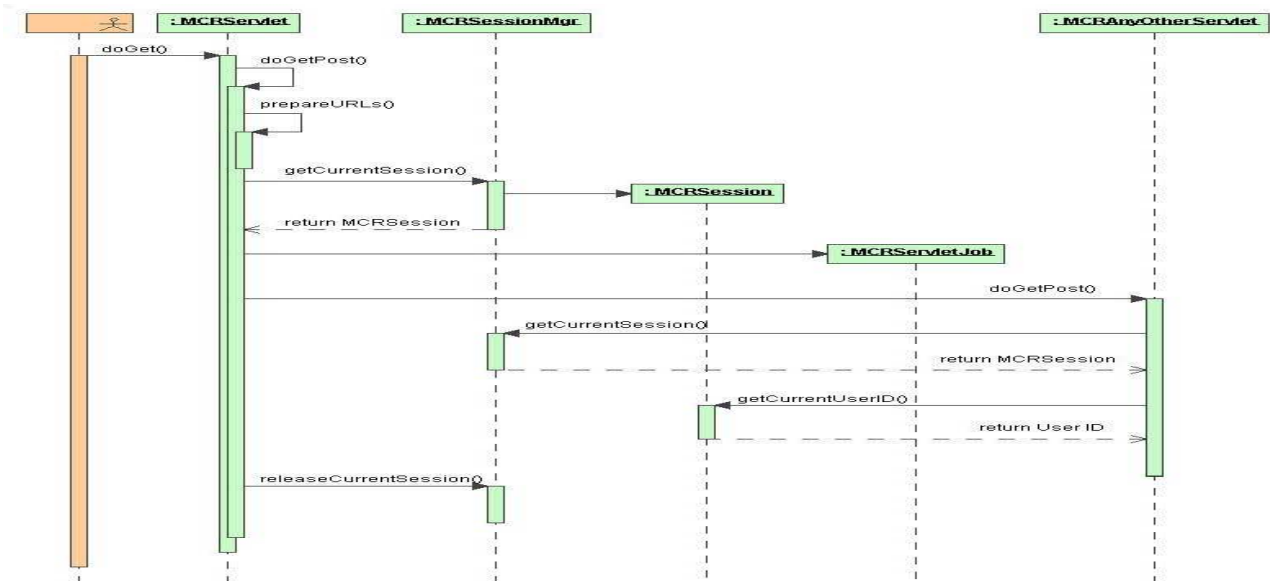 : MCRServlet
: MCRSessionMgr
: MCRAnyOtherServlet
doGet()
doGetPost()
prepareURLs()
getCurrentSession()
: MCRSession
return MCRSession
: MCRServletJob
doGetPost()
getCurrentSession()
return MCRSession
getCurrentUserID()
return User ID
releaseCurrentSession()